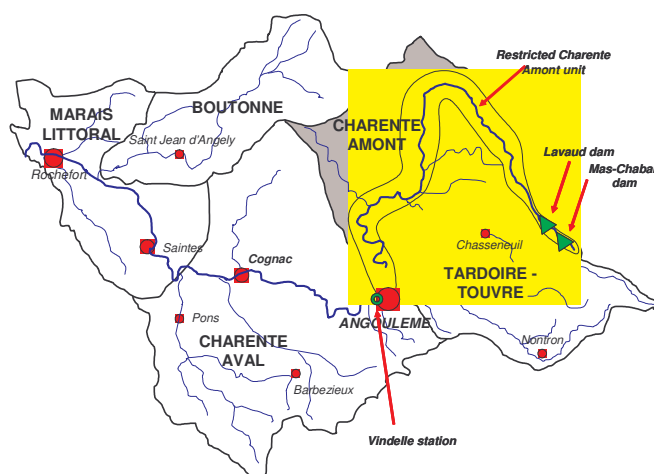 Restricted Charente
Amont unit
MARAIS
LITTORAL
BOUTONNE
Saint Jean d'Angely
CHARENTE
AMONT
Lavaud dam
Mas-Chaban
dam
Rochefort
Saintes
Cognac
Chasseneuil
TARDOIRE -
TOUVRE
Pons
ANGOULEME
CHARENTE
AVAL
Nontron
Barbezieux
Vindelle station